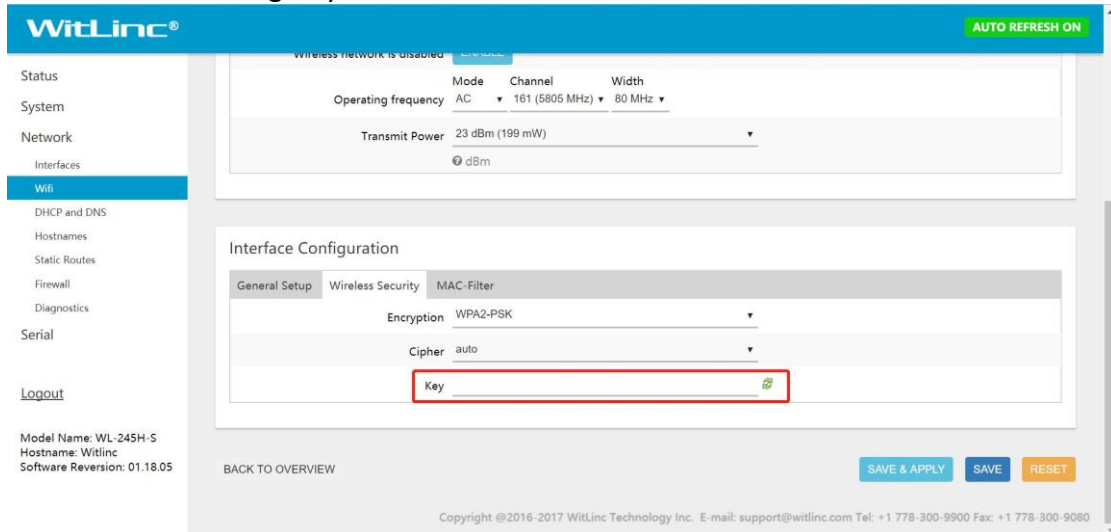 WitLinc®
AUTO REFRESH ON
Status
System
Network
Interfaces
Wifi
DHCP and DNS
Hostnames
Static Routes
Firewall
Diagnostics
Serial
Logout
Model Name: WL-245H-S
Hostname: Witlinc
Software Reversion: 01.18.05
Wireless network is disabled ENABLE
Mode Channel Width
Operating frequency AC 161 (5805 MHz) 80 MHz
Transmit Power 23 dBm (199 mW)
dBm
Interface Configuration
General Setup Wireless Security MAC-Filter
Encryption WPA2-PSK
Cipher auto
Key
BACK TO OVERVIEW SAVE & APPLY SAVE RESET
Copyright @2016-2017 WitLinc Technology Inc. E-mail: support@witlinc.com Tel: +1 778-300-9900 Fax: +1 778-300-9080